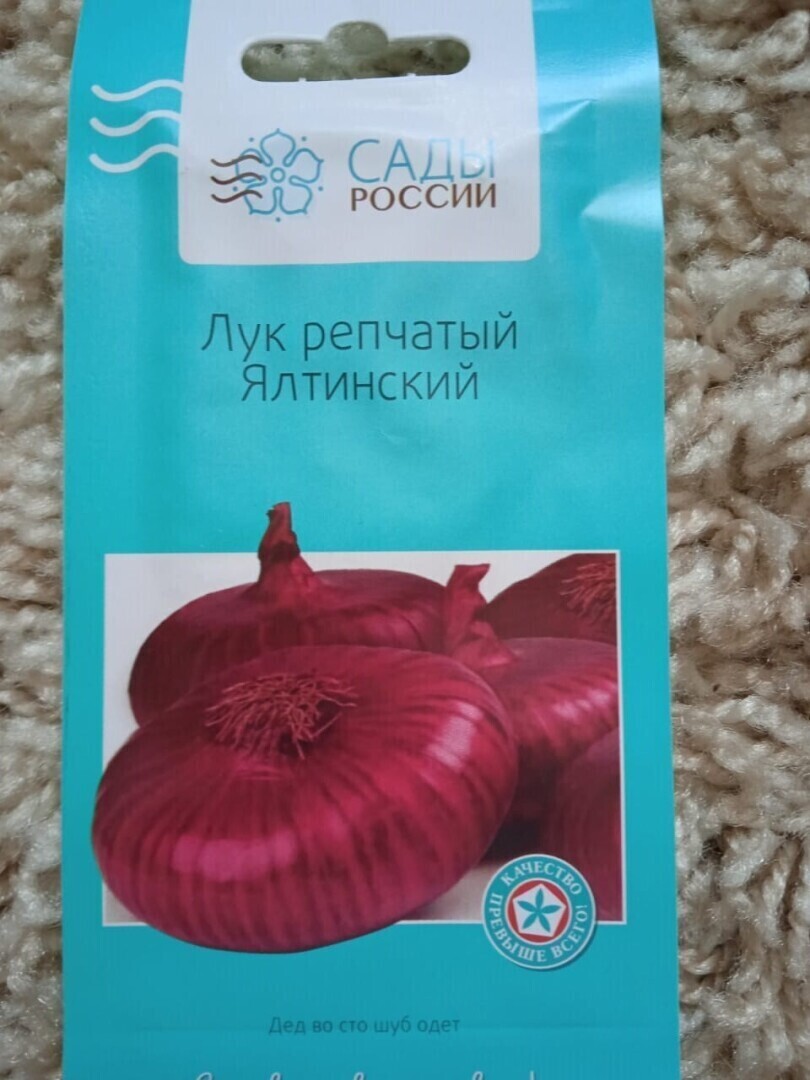 САДЫ
РОССИИ
Лук репчатый
Ялтинский
КАЧЕСТВО
ПРЕВЫШЕ ВСЕГО!
Дед во сто шуб одет